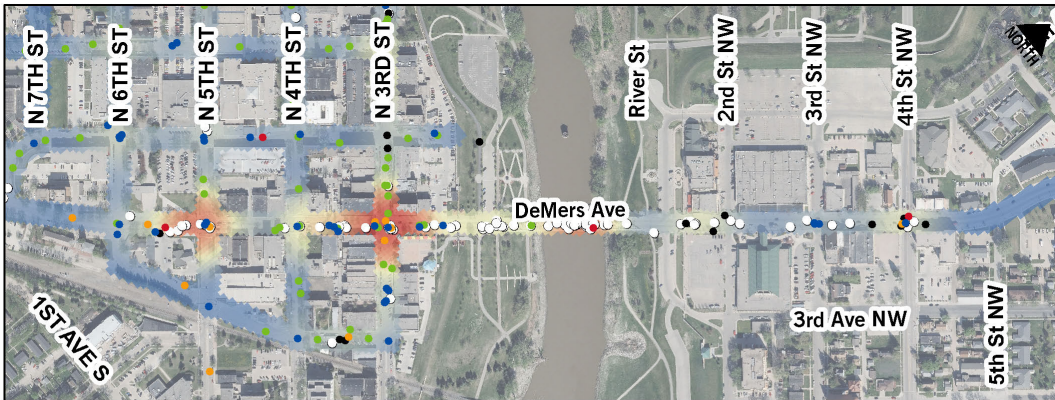 N 7TH ST
N 6TH ST
N 5TH ST
N 4TH ST
N 3RD ST
River St
2nd St NW
3rd St NW
4th St NW
NORTH
DeMers Ave
1ST AVE S
3rd Ave NW
5th St NW